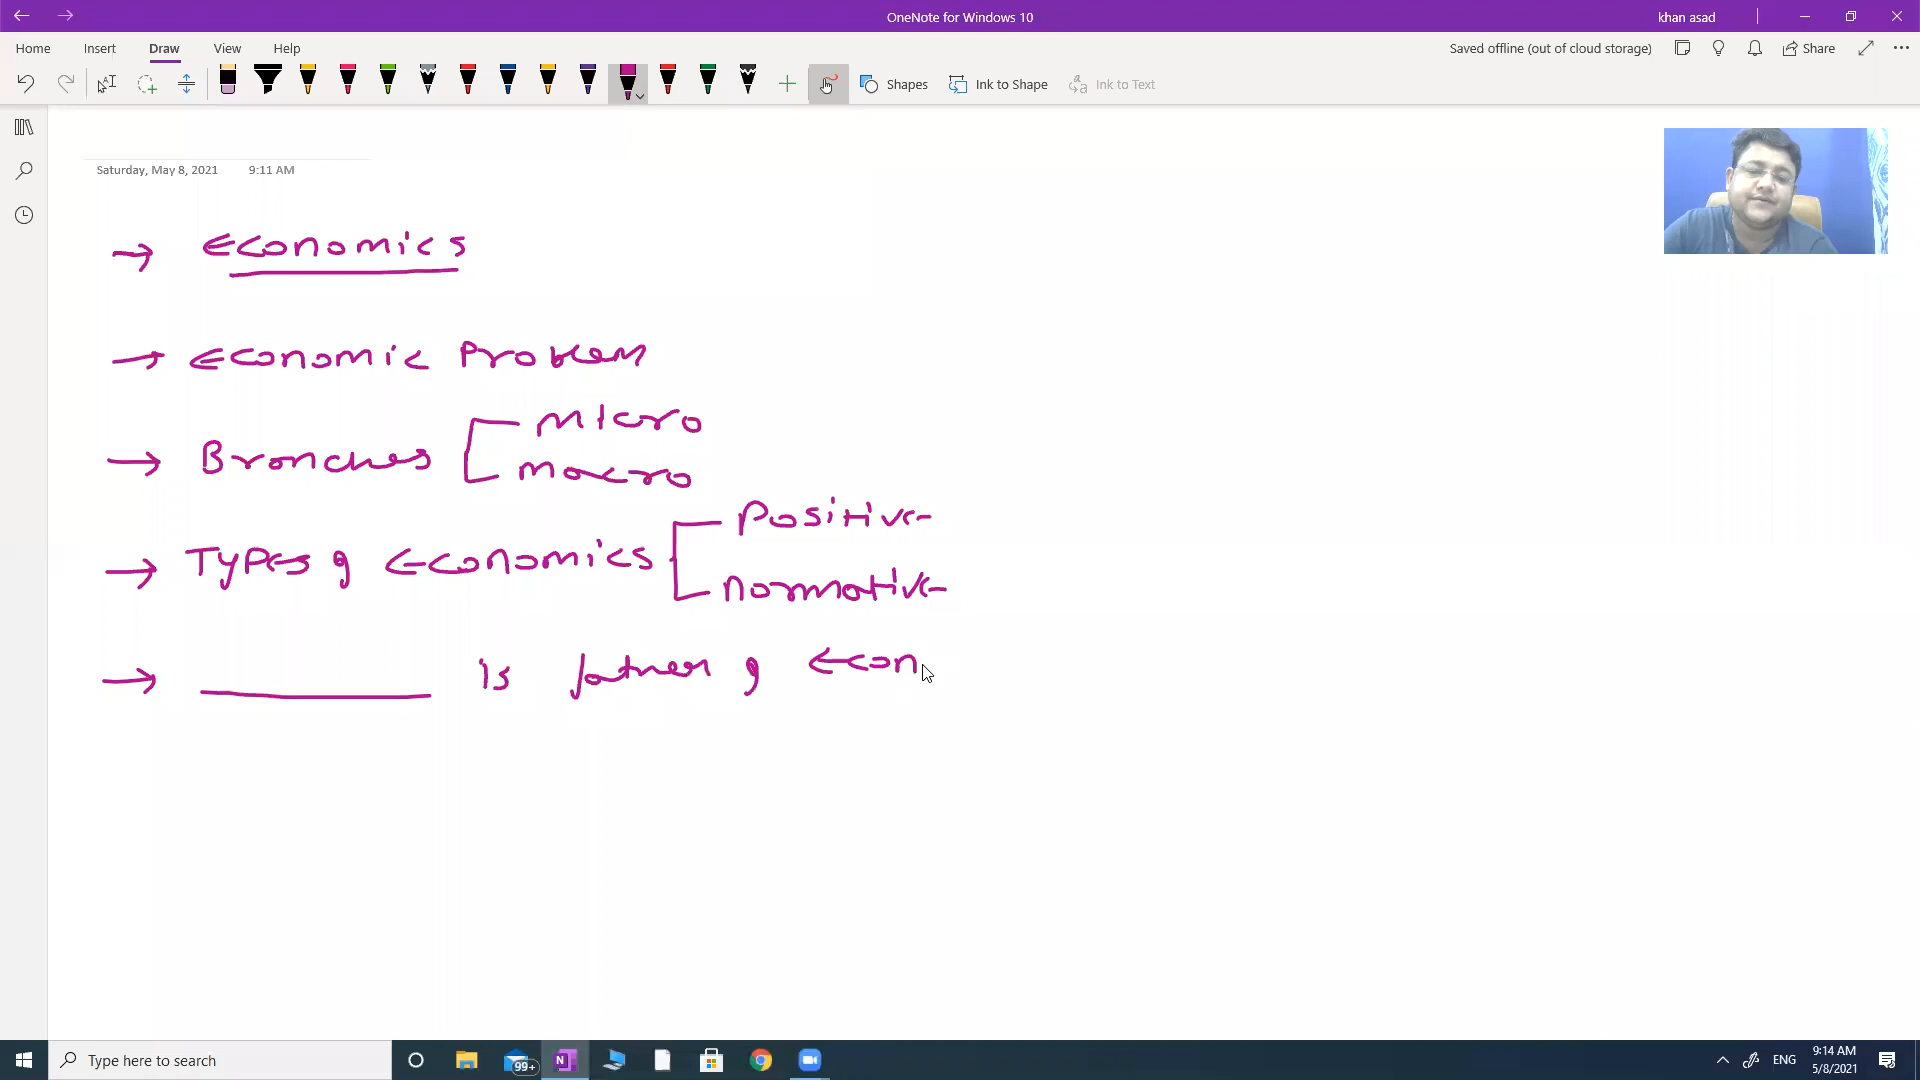 OneNote for Windows 10
khan asad
Home Insert Draw View Help
Saved offline (out of cloud storage)
Share
Shapes
Ink to Shape
Ink to Text
Saturday, May 8, 2021 9:11 AM
→ Economics
→ Economic Problem
→ Bronches
Micro
Macro
→ Types of Economics
Positive
normative
→ ________ is father of Econ
Type here to search
99+
ENG
9:14 AM
5/8/2021